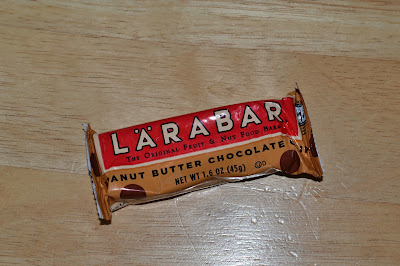 LÄRABAR
THE ORIGINAL FRUIT & NUT FOOD BAR
ANUT BUTTER CHOCOLATE
NET WT 1.6 OZ (45g)